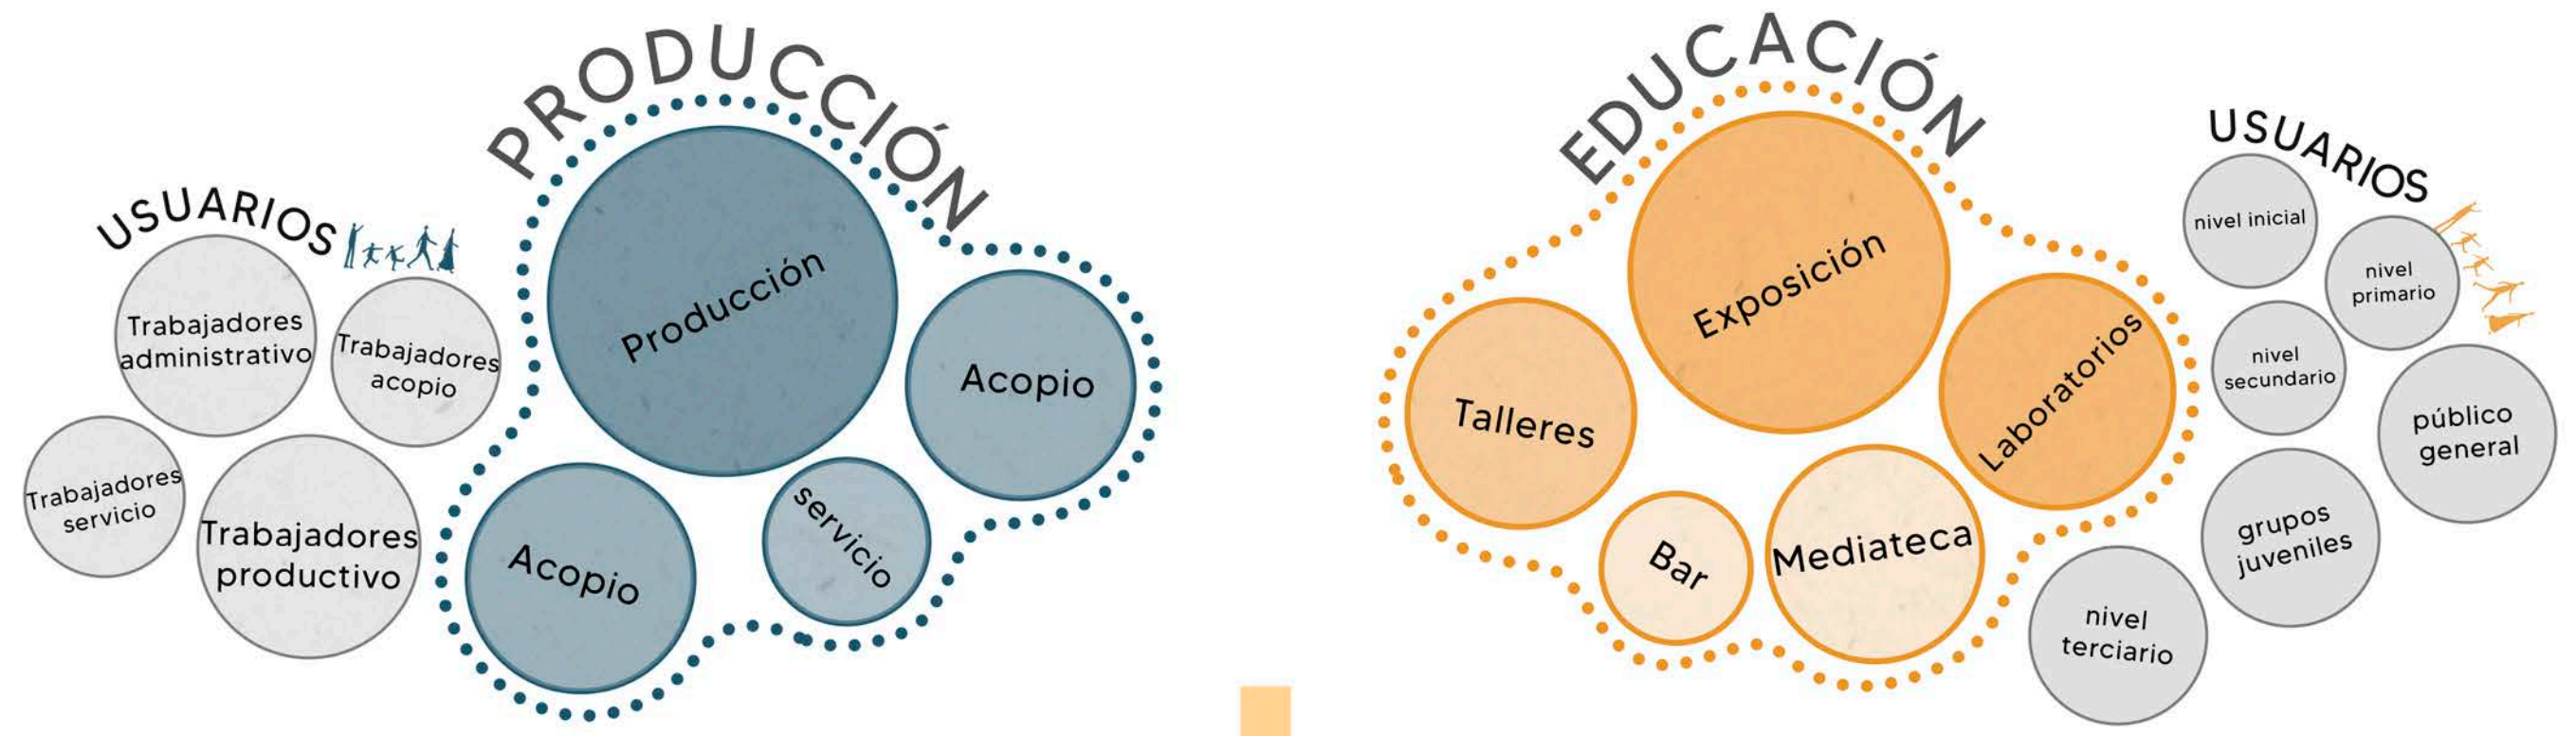 PRODUCCIÓN
USUARIOS
Trabajadores
administrativo
Trabajadores
acopio
Trabajadores
servicio
Trabajadores
productivo
Producción
Acopio
Acopio
servicio
EDUCACIÓN
Exposición
Talleres
Laboratorios
Bar
Mediateca
USUARIOS
nivel inicial
nivel
primario
nivel
secundario
público
general
grupos
juveniles
nivel
terciario